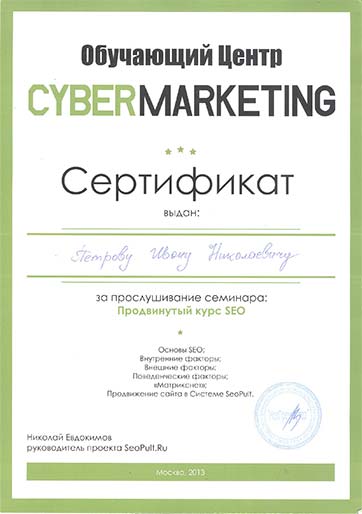 Обучающий Центр
CYBERMARKETING
Сертификат
выдан:
Петрову Ивану Николаевичу
за прослушивание семинара:
Продвинутый курс SEO
Основы SEO;
Внутренние факторы;
Внешние факторы;
Поведенческие факторы;
«Матрикснет»;
Продвижение сайта в Системе SeoPult.
Николай Евдокимов
руководитель проекта SeoPult.Ru
Москва, 2013